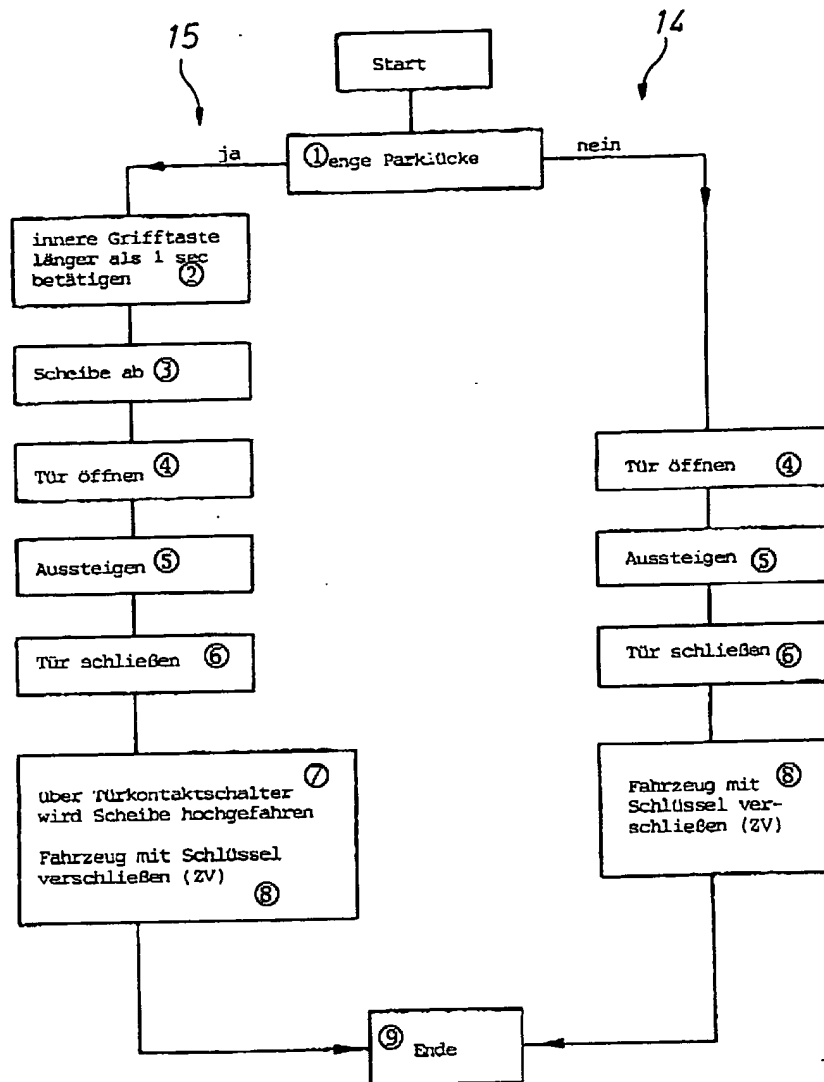 15
14
Start
ja
① enge Parklücke
nein
innere Grifftaste
länger als 1 sec
betätigen ②
Scheibe ab ③
Tür öffnen ④
Aussteigen ⑤
Tür schließen ⑥
⑦
über Türkontaktschalter
wird Scheibe hochgefahren
Fahrzeug mit Schlüssel
verschließen (ZV)
⑧
Tür öffnen ④
Aussteigen ⑤
Tür schließen ⑥
⑧
Fahrzeug mit
Schlüssel ver-
schließen (ZV)
⑨ Ende